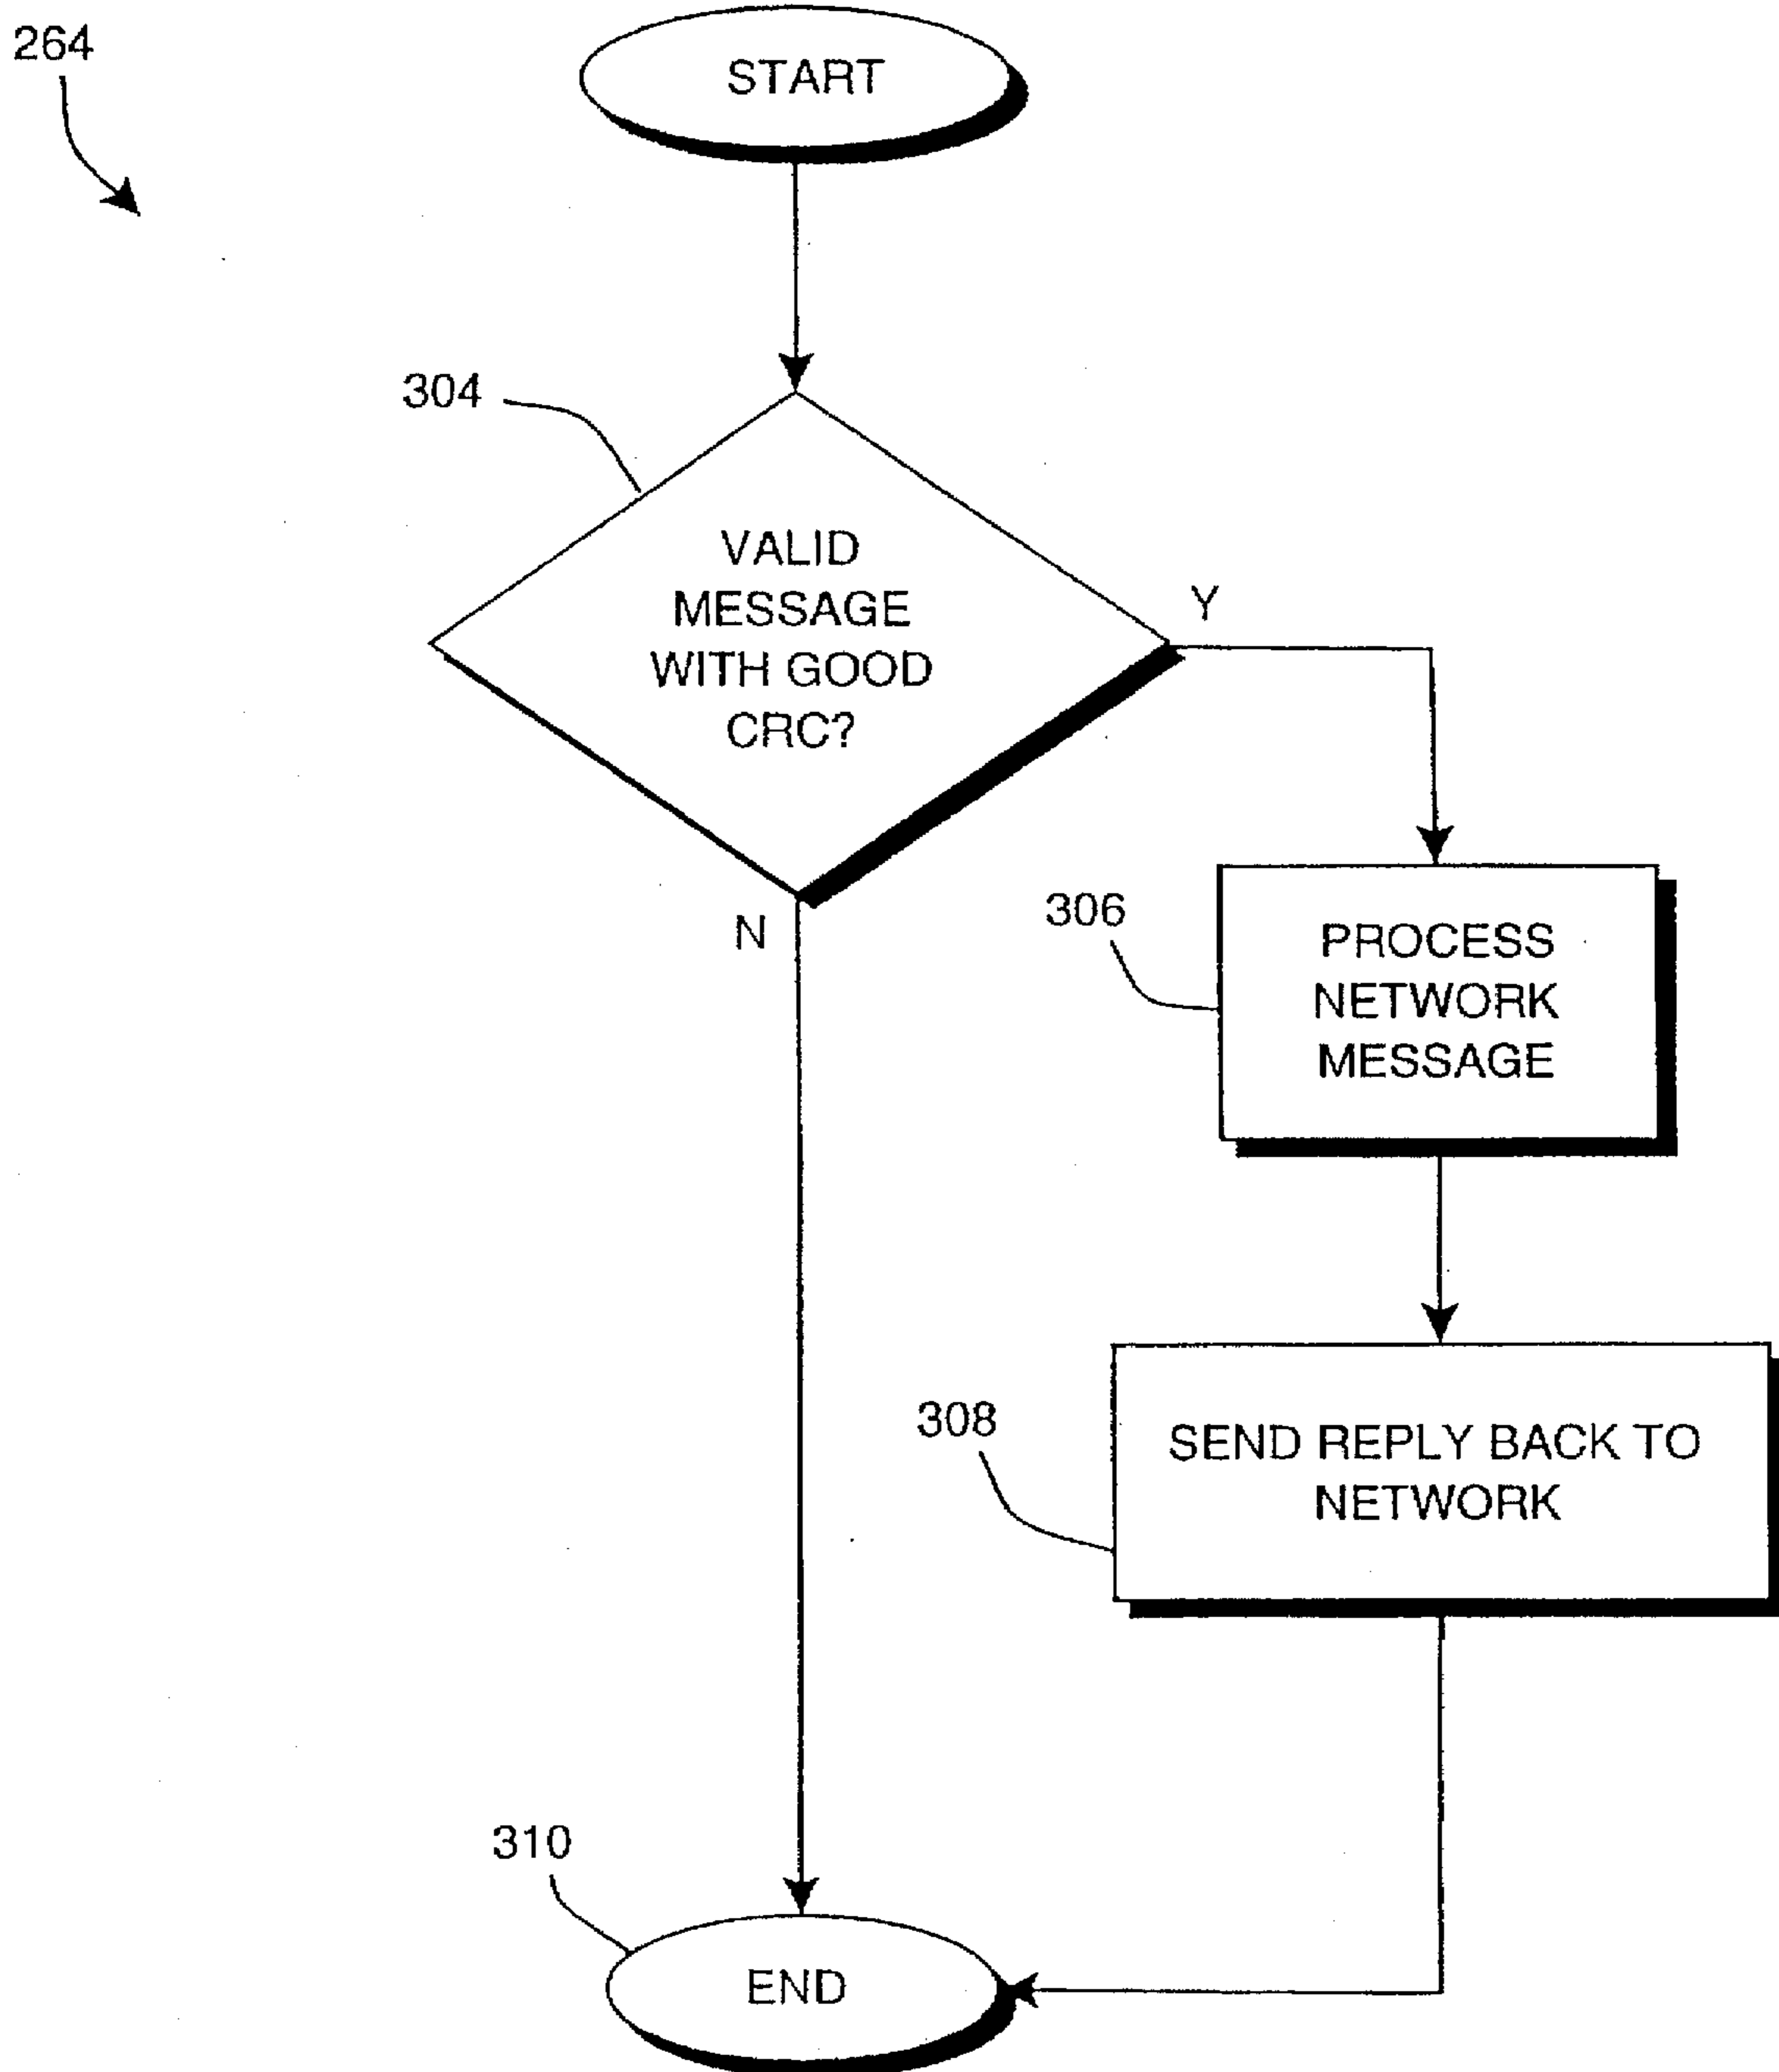 264
START
304
VALID
MESSAGE
WITH GOOD
CRC?
Y
N
306
PROCESS
NETWORK
MESSAGE
308
SEND REPLY BACK TO
NETWORK
310
END